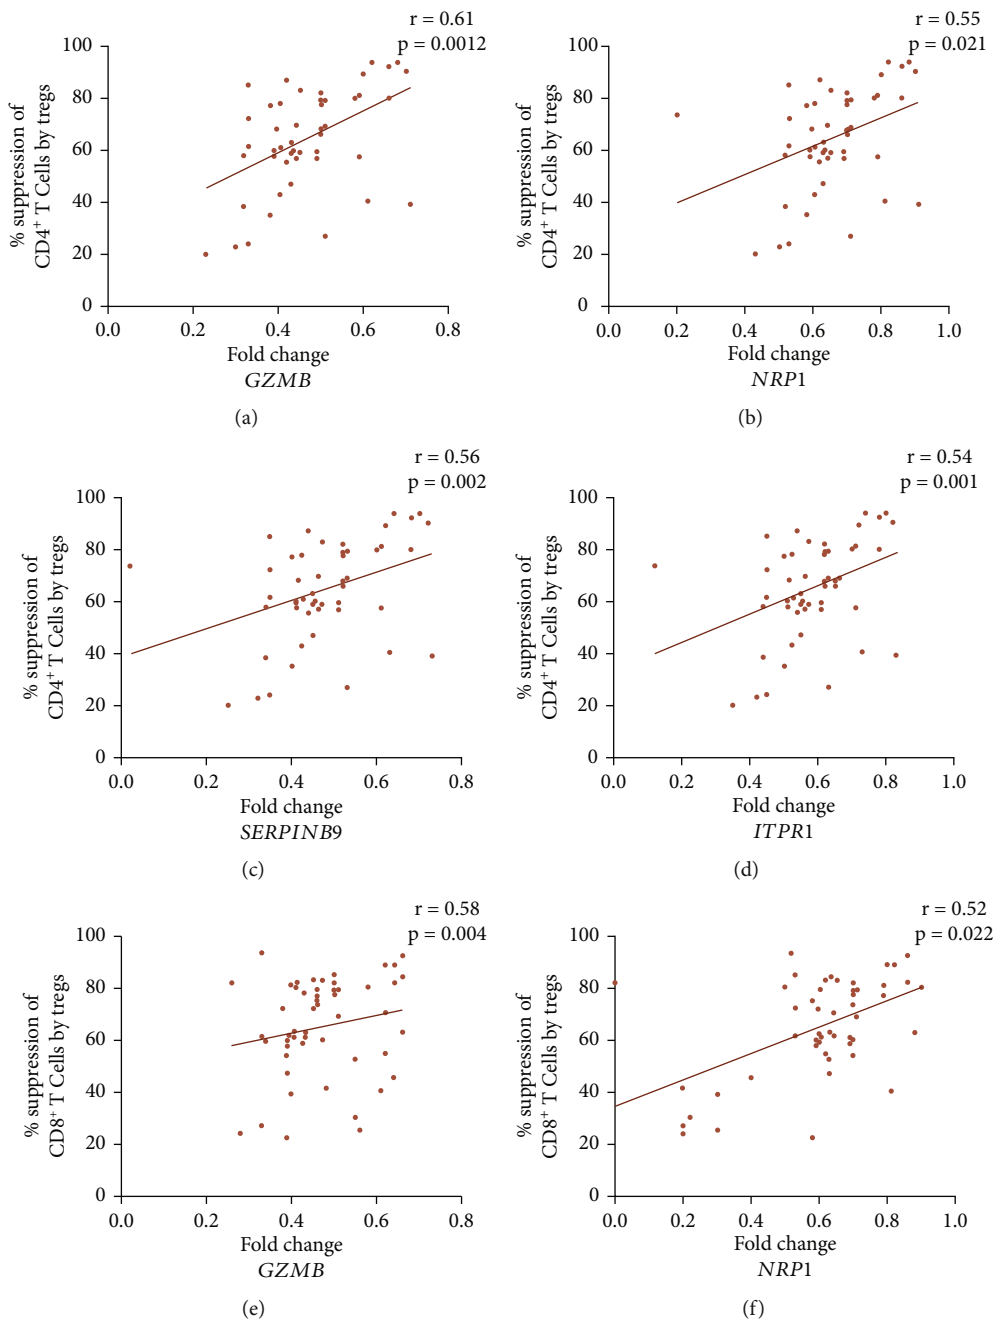 r = 0.61
p = 0.0012
% suppression of
CD4⁺ T Cells by tregs
100
80
60
40
20
0
0.0 0.2 0.4 0.6 0.8
Fold change
GZMB
(a)
r = 0.55
p = 0.021
% suppression of
CD4⁺ T Cells by tregs
100
80
60
40
20
0
0.0 0.2 0.4 0.6 0.8 1.0
Fold change
NRP1
(b)
r = 0.56
p = 0.002
% suppression of
CD4⁺ T Cells by tregs
100
80
60
40
20
0
0.0 0.2 0.4 0.6 0.8
Fold change
SERPINB9
(c)
r = 0.54
p = 0.001
% suppression of
CD4⁺ T Cells by tregs
100
80
60
40
20
0
0.0 0.2 0.4 0.6 0.8 1.0
Fold change
ITPR1
(d)
r = 0.58
p = 0.004
% suppression of
CD8⁺ T Cells by tregs
100
80
60
40
20
0
0.0 0.2 0.4 0.6 0.8
Fold change
GZMB
(e)
r = 0.52
p = 0.022
% suppression of
CD8⁺ T Cells by tregs
100
80
60
40
20
0
0.0 0.2 0.4 0.6 0.8 1.0
Fold change
NRP1
(f)